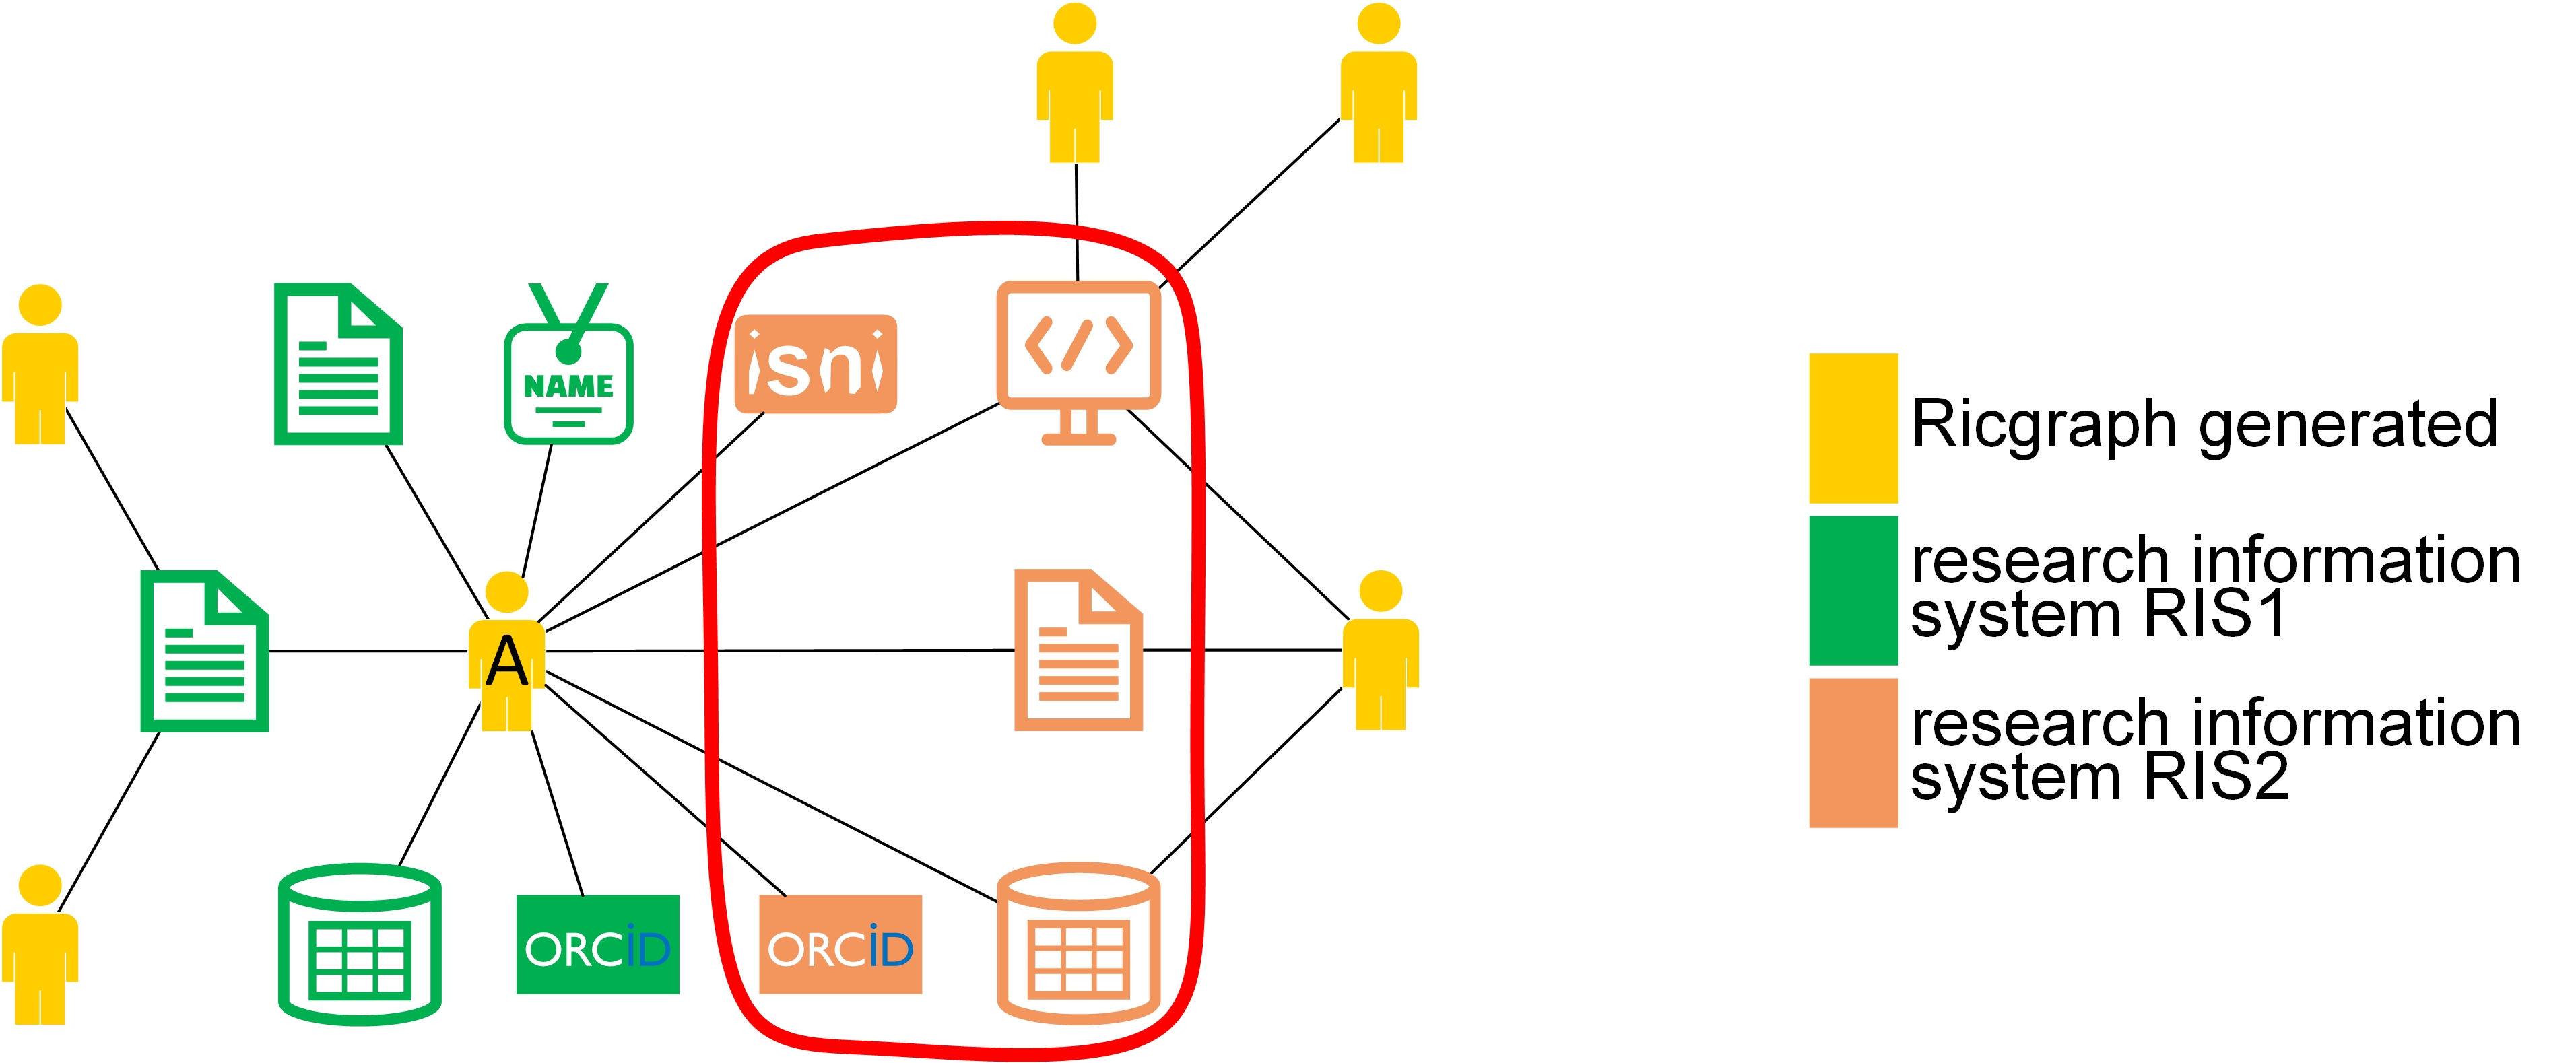 NAME
isni
</>
A
ORCiD
ORCiD
Ricgraph generated
research information
system RIS1
research information
system RIS2